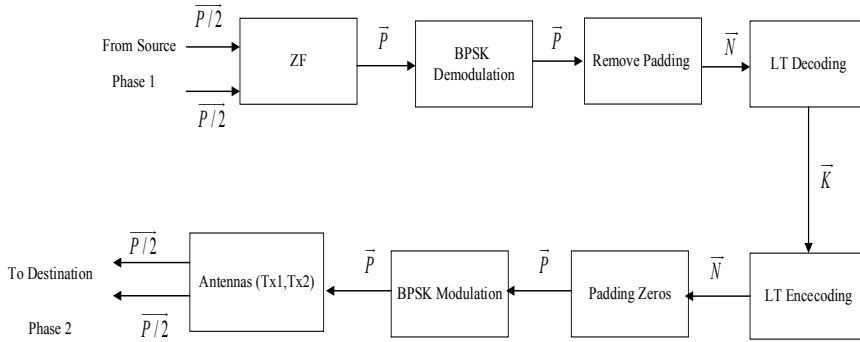 P/2
From Source
Phase 1
P/2
ZF
P
BPSK
Demodulation
P
Remove Padding
N
LT Decoding
K
LT Encecoding
N
Padding Zeros
P
BPSK Modulation
P
Antennas (Tx1,Tx2)
P/2
To Destination
Phase 2
P/2